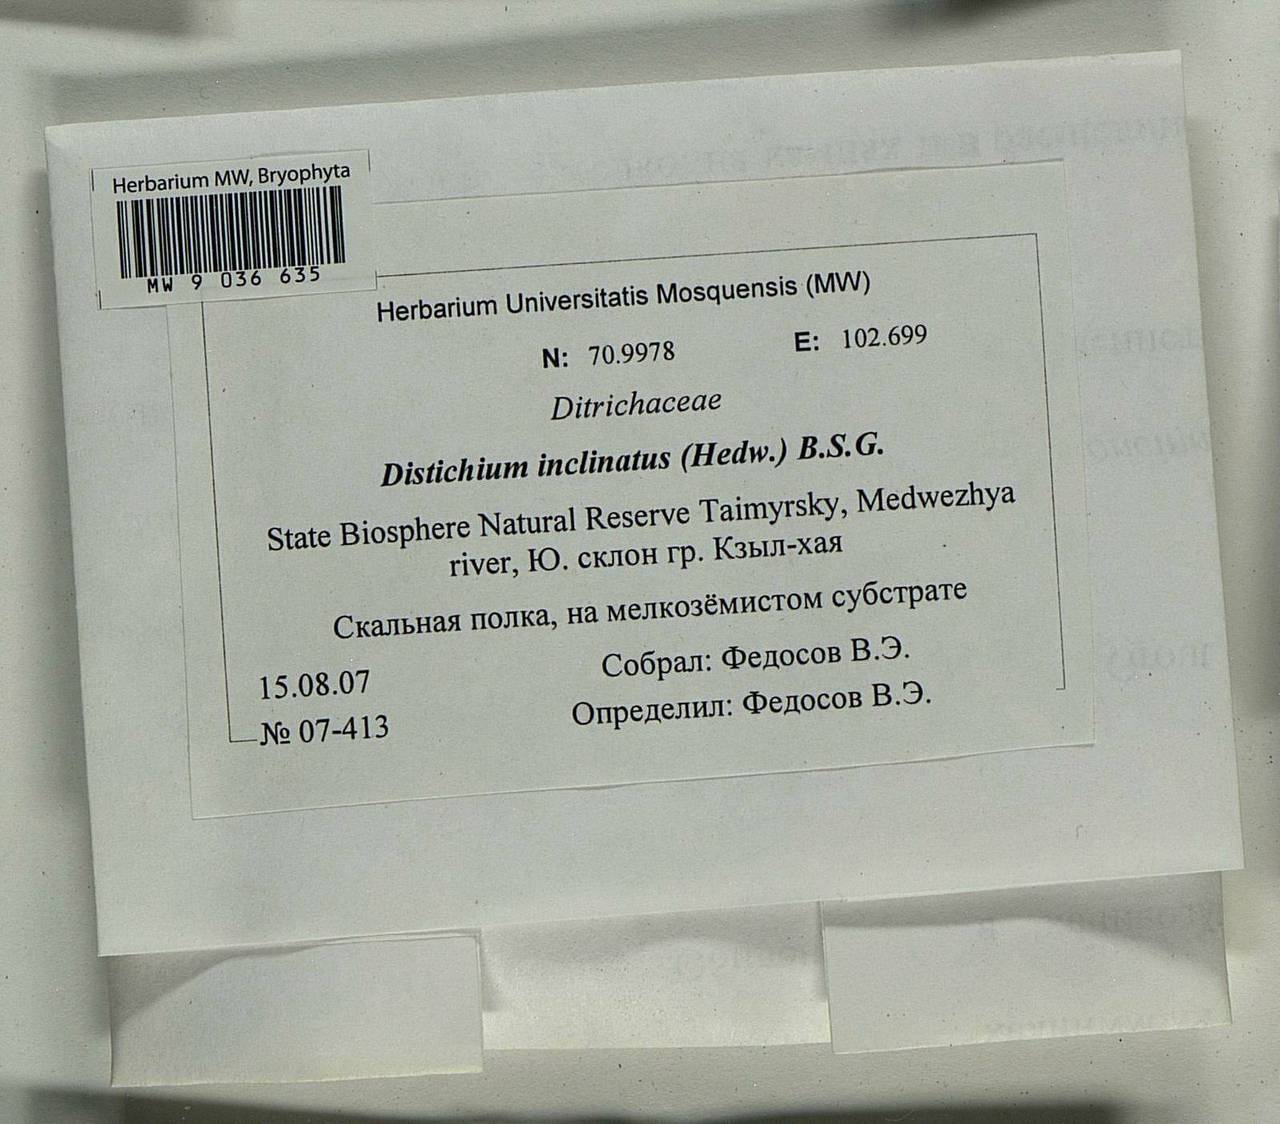 Herbarium MW, Bryophyta
MW 9 036 635
Herbarium Universitatis Mosquensis (MW)
N: 70.9978 E: 102.699
Ditrichaceae
Distichium inclinatus (Hedw.) B.S.G.
State Biosphere Natural Reserve Taimyrsky, Medwezhya
river, Ю. склон гр. Кзыл-хая
Скальная полка, на мелкозёмистом субстрате
15.08.07 Собрал: Федосов В.Э.
№ 07-413 Определил: Федосов В.Э.